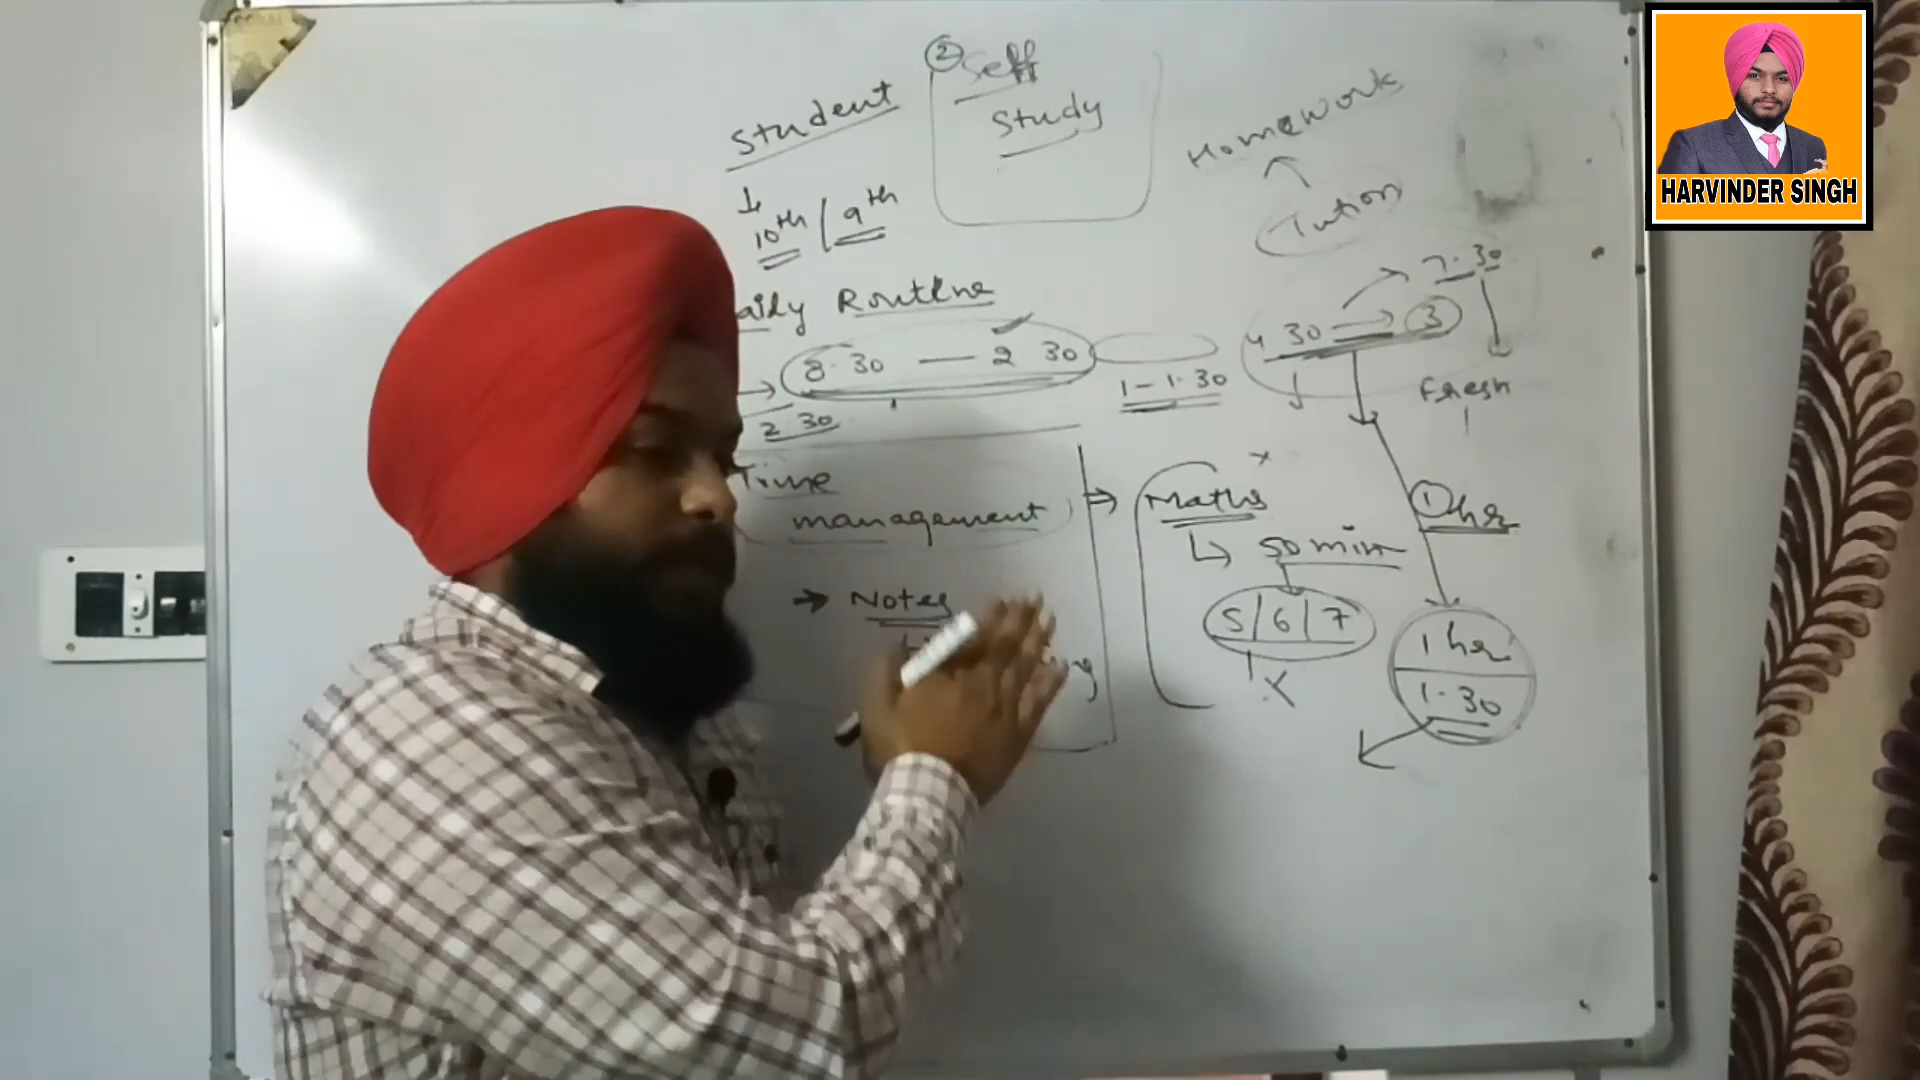 ② Self
Study
Student
10th / 9th
aily Routine
8.30 — 2 30
2 30
1 - 1.30
Homework
Tution
7.30
4 30 → 3
Fresh
Time
management
→ Notes
⇒ Maths
50 min
5 / 6 / 7
① hr
1 hr
1.30
HARVINDER SINGH